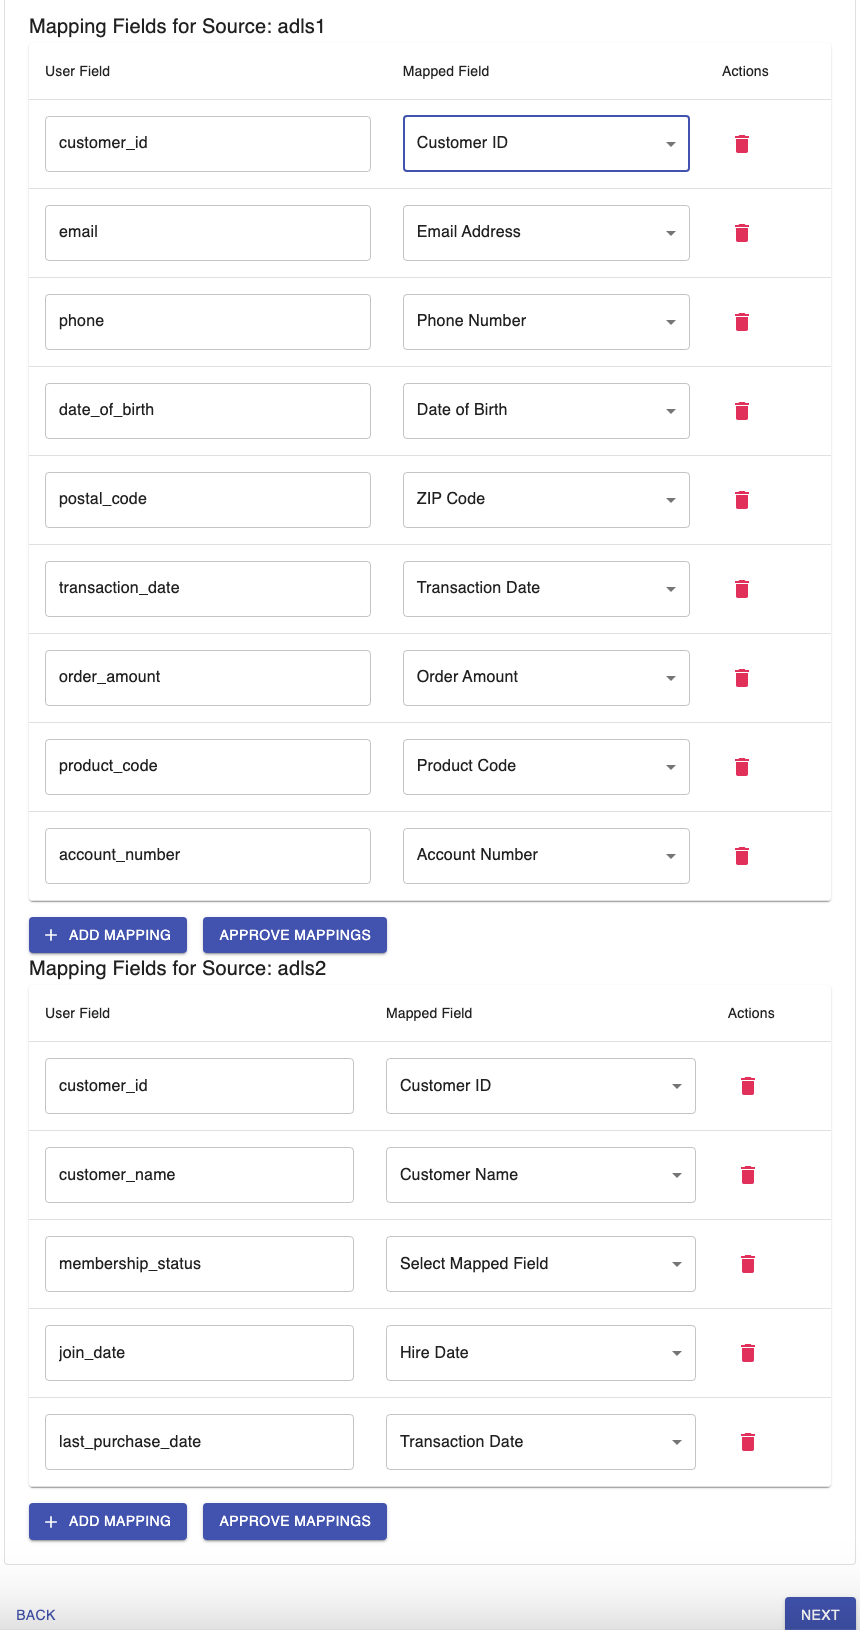 Mapping Fields for Source: adls1
User Field Mapped Field Actions
customer_id Customer ID
email Email Address
phone Phone Number
date_of_birth Date of Birth
postal_code ZIP Code
transaction_date Transaction Date
order_amount Order Amount
product_code Product Code
account_number Account Number
+ ADD MAPPING APPROVE MAPPINGS
Mapping Fields for Source: adls2
User Field Mapped Field Actions
customer_id Customer ID
customer_name Customer Name
membership_status Select Mapped Field
join_date Hire Date
last_purchase_date Transaction Date
+ ADD MAPPING APPROVE MAPPINGS
BACK NEXT